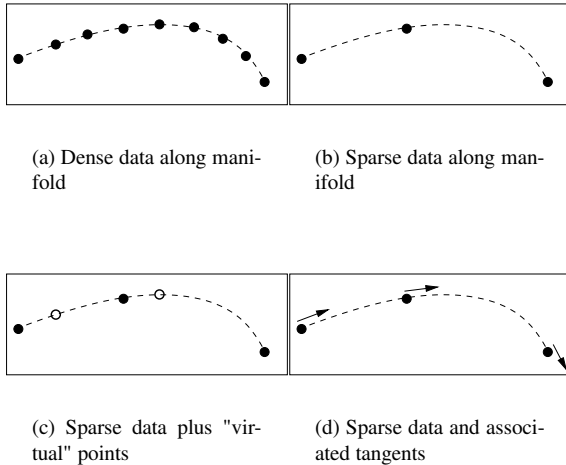 (a) Dense data along mani-
fold
(b) Sparse data along man-
ifold
(c) Sparse data plus "vir-
tual" points
(d) Sparse data and associ-
ated tangents